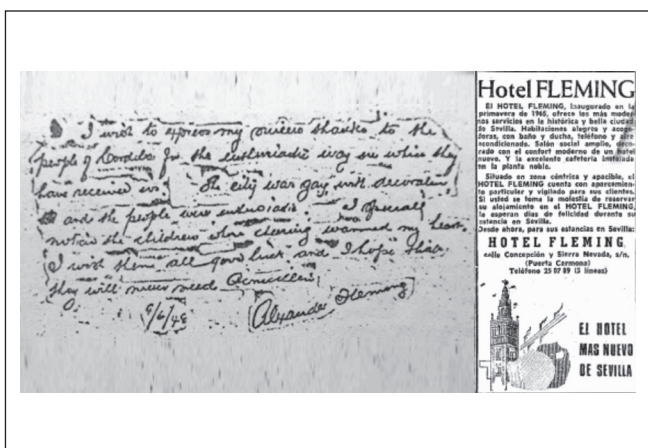 I wish to express my sincere thanks to the
people of Cordoba for the enthusiastic way in which they
have received us. The city was gay with decorations
and the people were enthusiastic. I especially
notice the children whose cheering warmed my heart.
I wish them all good luck and I hope that
they will never need Penicillin
9/6/48 Alexander Fleming
Hotel FLEMING
El HOTEL FLEMING, inaugurado en la
primavera de 1965, ofrece los más moder-
nos servicios en la histórica y bella ciudad
de Sevilla. Habitaciones alegres y acoge-
doras, con baño y ducha, teléfono y aire
acondicionado. Salón social amplio, deco-
rado con el confort moderno de un hotel
nuevo. Y la excelente cafetería instalada
en la planta noble.
Situado en zona céntrica y apacible, el
HOTEL FLEMING cuenta con aparcamien-
to particular y vigilado para sus clientes.
Si usted se toma la molestia de reservar
su alojamiento en el HOTEL FLEMING,
le esperan días de felicidad durante su
estancia en Sevilla.
Desde ahora, para sus estancias en Sevilla:
HOTEL FLEMING
calle Concepción y Sierra Nevada, s/n.
(Puerta Carmona)
Teléfono 25 07 89 (3 líneas)
EL HOTEL
MAS NUEVO
DE SEVILLA